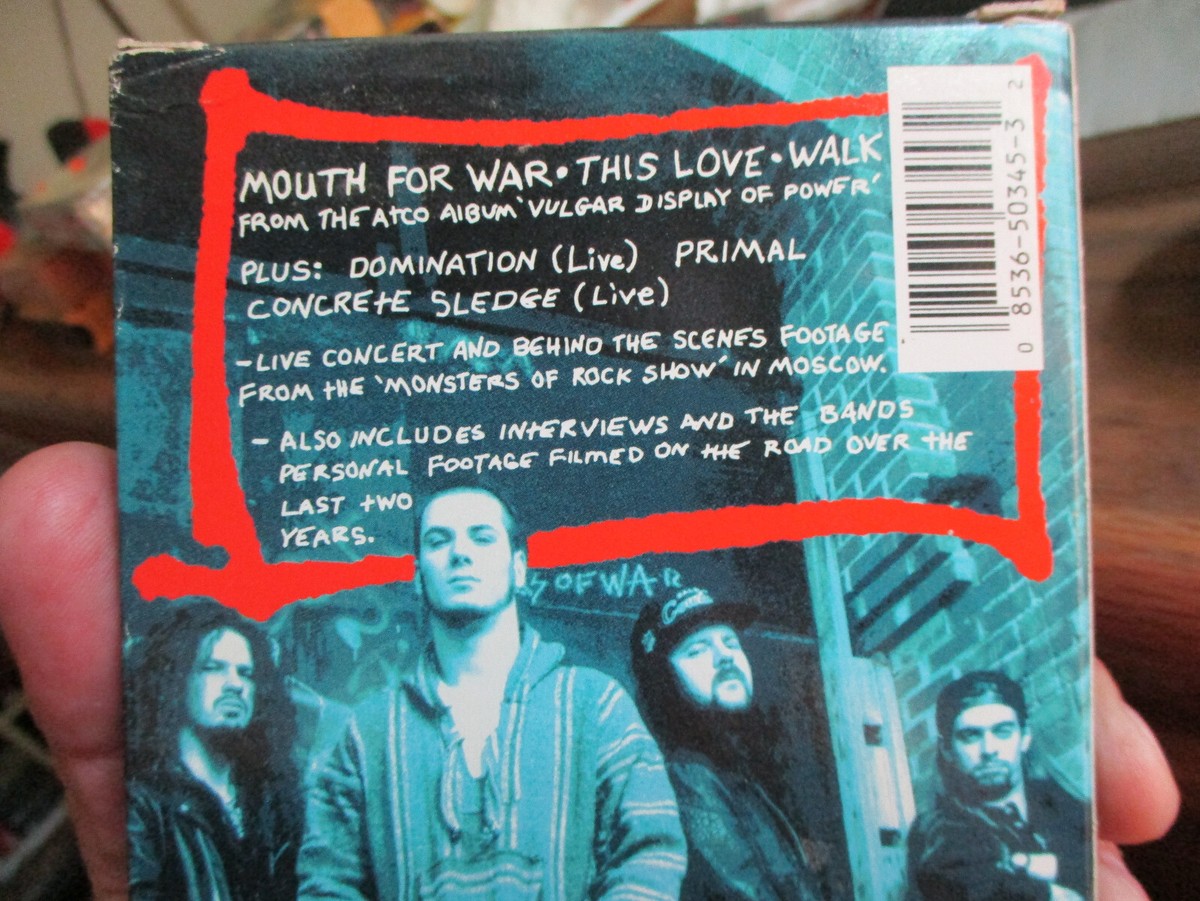 MOUTH FOR WAR • THIS LOVE • WALK
FROM THE ATCO ALBUM 'VULGAR DISPLAY OF POWER'
PLUS: DOMINATION (Live) PRIMAL
CONCRETE SLEDGE (Live)
-LIVE CONCERT AND BEHIND THE SCENES FOOTAGE
FROM THE 'MONSTERS OF ROCK SHOW' IN MOSCOW.
- ALSO INCLUDES INTERVIEWS AND THE BANDS
PERSONAL FOOTAGE FILMED ON THE ROAD OVER THE
LAST TWO
YEARS.
0 8536-50345-3 2
S OF WAR